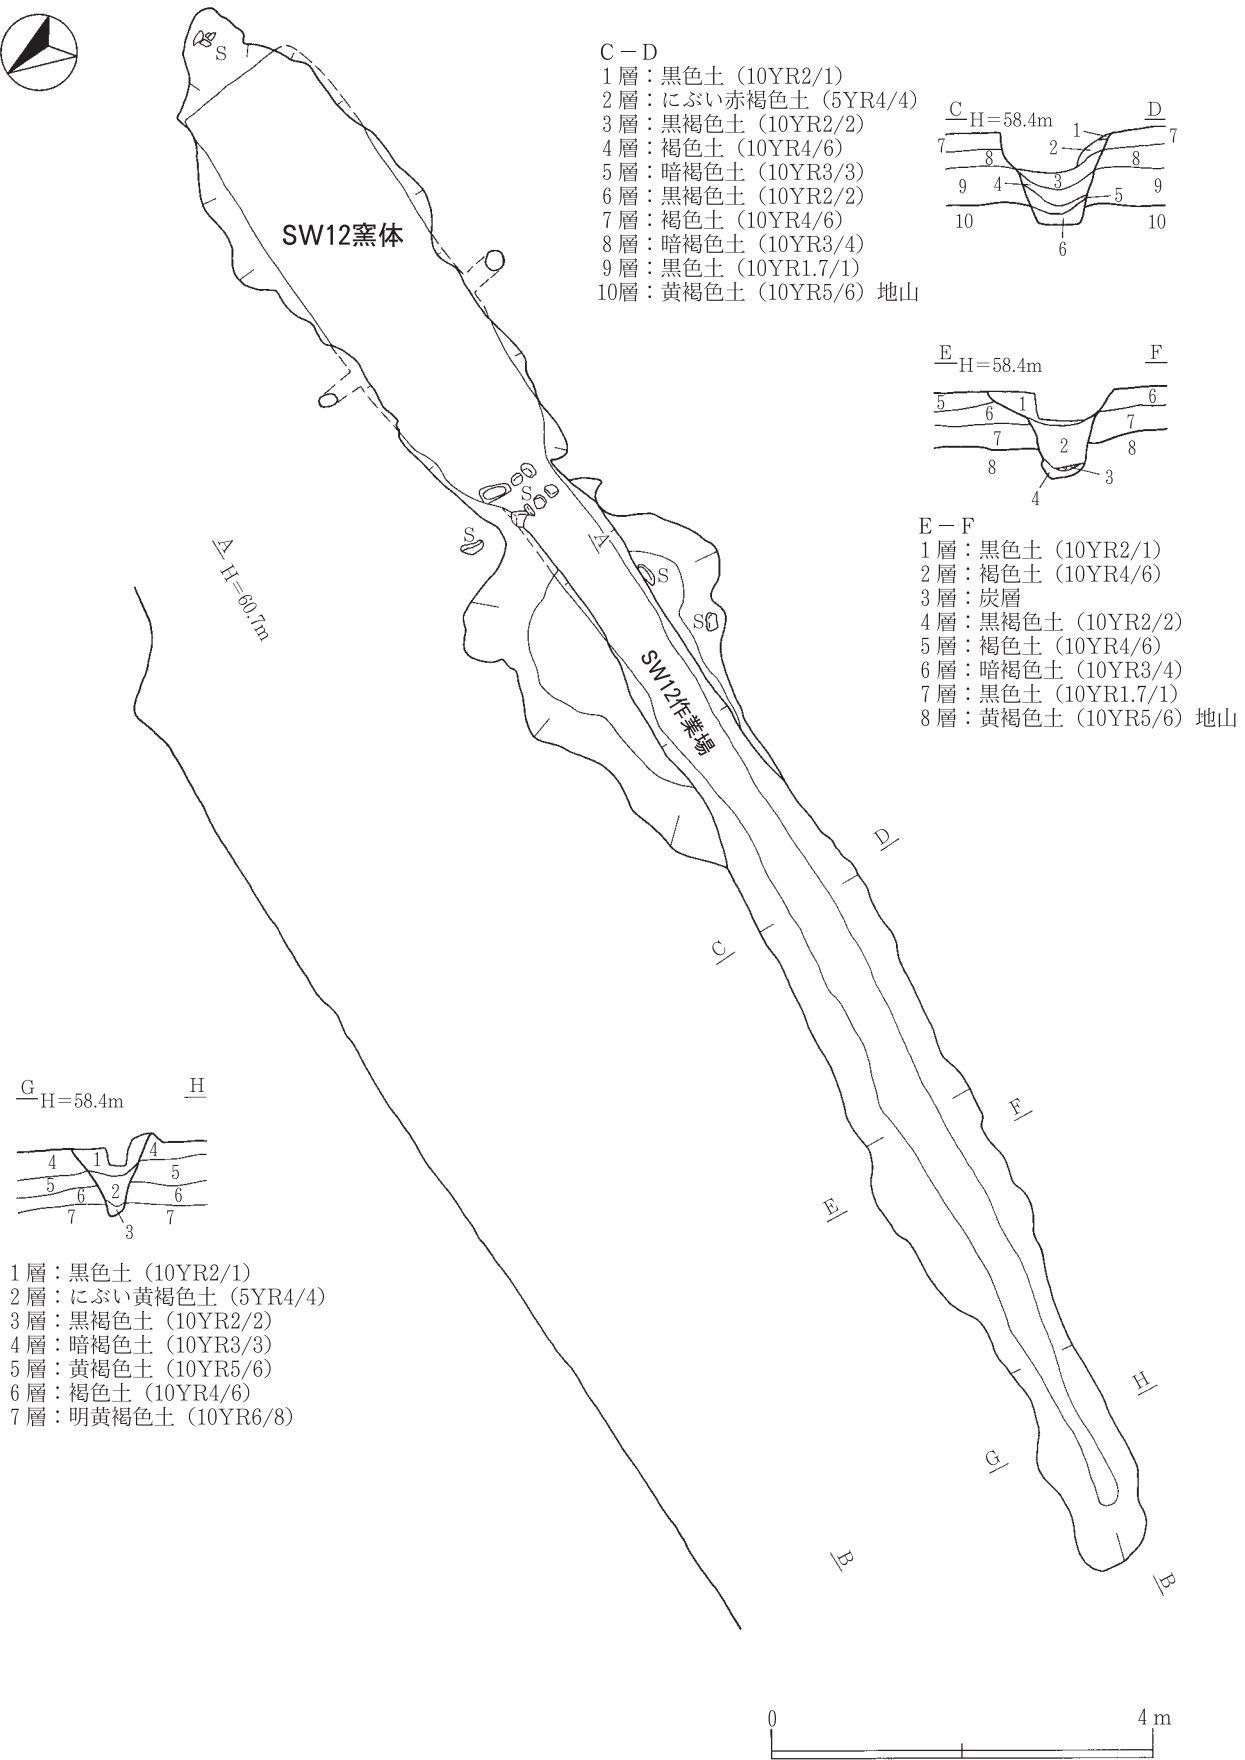 S
SW12窯体
S
S
S
S
A
SW12作業場
A H=60.7m
C－D
1層：黒色土（10YR2/1）
2層：にぶい赤褐色土（5YR4/4）
3層：黒褐色土（10YR2/2）
4層：褐色土（10YR4/6）
5層：暗褐色土（10YR3/3）
6層：黒褐色土（10YR2/2）
7層：褐色土（10YR4/6）
8層：暗褐色土（10YR3/4）
9層：黒色土（10YR1.7/1）
10層：黄褐色土（10YR5/6）地山
C H=58.4m D
1
7 2 7
8 8
9 4 3 5 9
10 10
6
E H=58.4m F
5 1 6
6 7
7 2 8
8 3
4
E－F
1層：黒色土（10YR2/1）
2層：褐色土（10YR4/6）
3層：炭層
4層：黒褐色土（10YR2/2）
5層：褐色土（10YR4/6）
6層：暗褐色土（10YR3/4）
7層：黒色土（10YR1.7/1）
8層：黄褐色土（10YR5/6）地山
D
C
F
E
H
G
B
B
G H=58.4m H
4 1 4
5 5
6 2 6
7 7
3
1層：黒色土（10YR2/1）
2層：にぶい黄褐色土（5YR4/4）
3層：黒褐色土（10YR2/2）
4層：暗褐色土（10YR3/3）
5層：黄褐色土（10YR5/6）
6層：褐色土（10YR4/6）
7層：明黄褐色土（10YR6/8）
0 4m